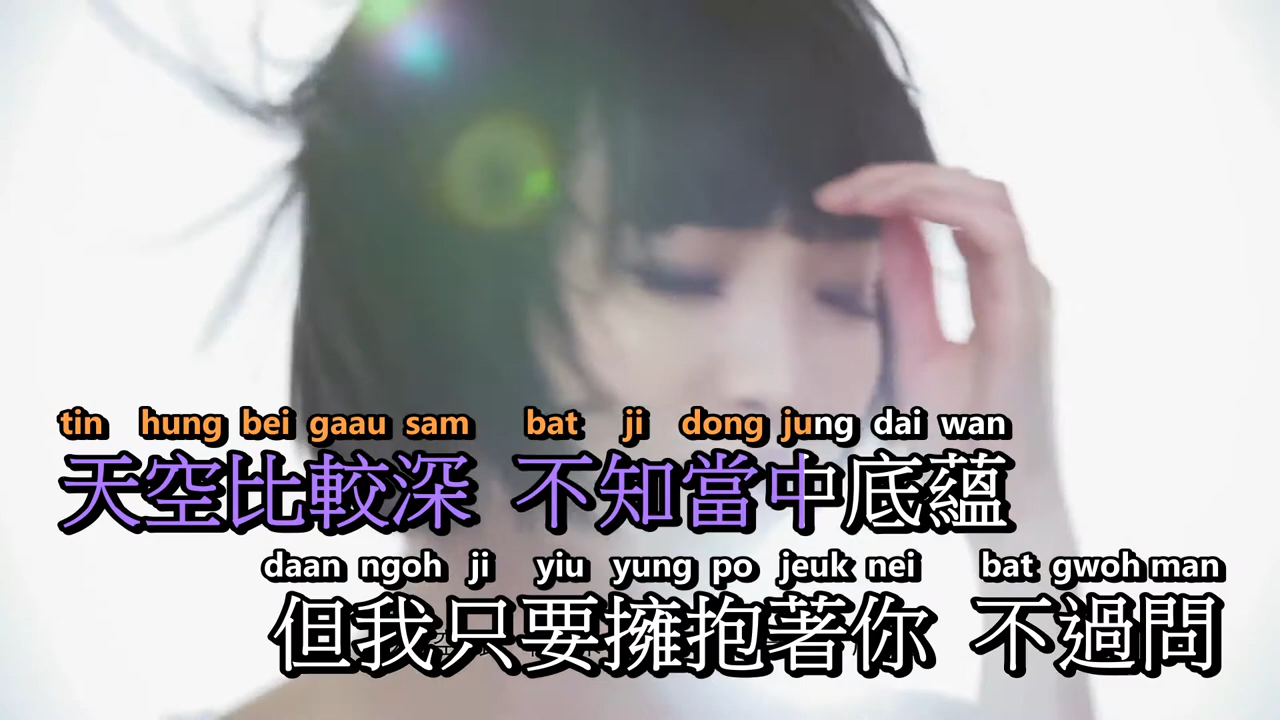 tin hung bei gaau sam bat ji dong jung dai wan
天空比較深 不知當中底蘊
daan ngoh ji yiu yung po jeuk nei bat gwoh man
但我只要擁抱著你 不過問